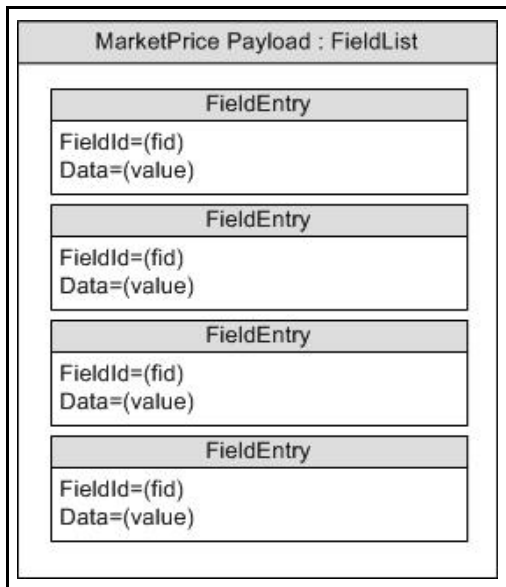 MarketPrice Payload : FieldList
FieldEntry
FieldId=(fid)
Data=(value)
FieldEntry
FieldId=(fid)
Data=(value)
FieldEntry
FieldId=(fid)
Data=(value)
FieldEntry
FieldId=(fid)
Data=(value)